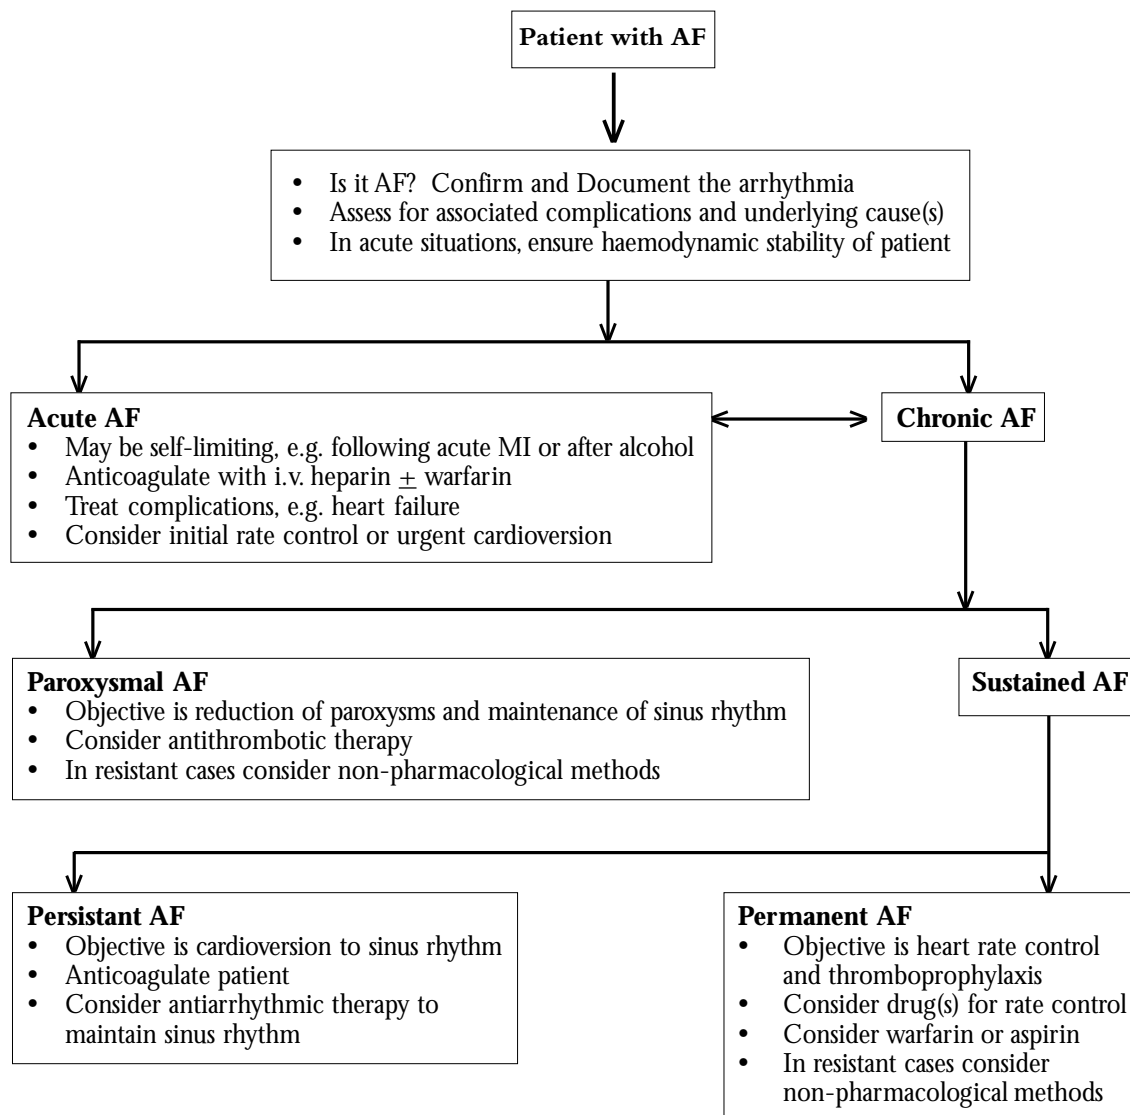 Patient with AF
• Is it AF? Confirm and Document the arrhythmia
• Assess for associated complications and underlying cause(s)
• In acute situations, ensure haemodynamic stability of patient
Acute AF
• May be self-limiting, e.g. following acute MI or after alcohol
• Anticoagulate with i.v. heparin ± warfarin
• Treat complications, e.g. heart failure
• Consider initial rate control or urgent cardioversion
Chronic AF
Paroxysmal AF
• Objective is reduction of paroxysms and maintenance of sinus rhythm
• Consider antithrombotic therapy
• In resistant cases consider non-pharmacological methods
Sustained AF
Persistant AF
• Objective is cardioversion to sinus rhythm
• Anticoagulate patient
• Consider antiarrhythmic therapy to
maintain sinus rhythm
Permanent AF
• Objective is heart rate control
and thromboprophylaxis
• Consider drug(s) for rate control
• Consider warfarin or aspirin
• In resistant cases consider
non-pharmacological methods